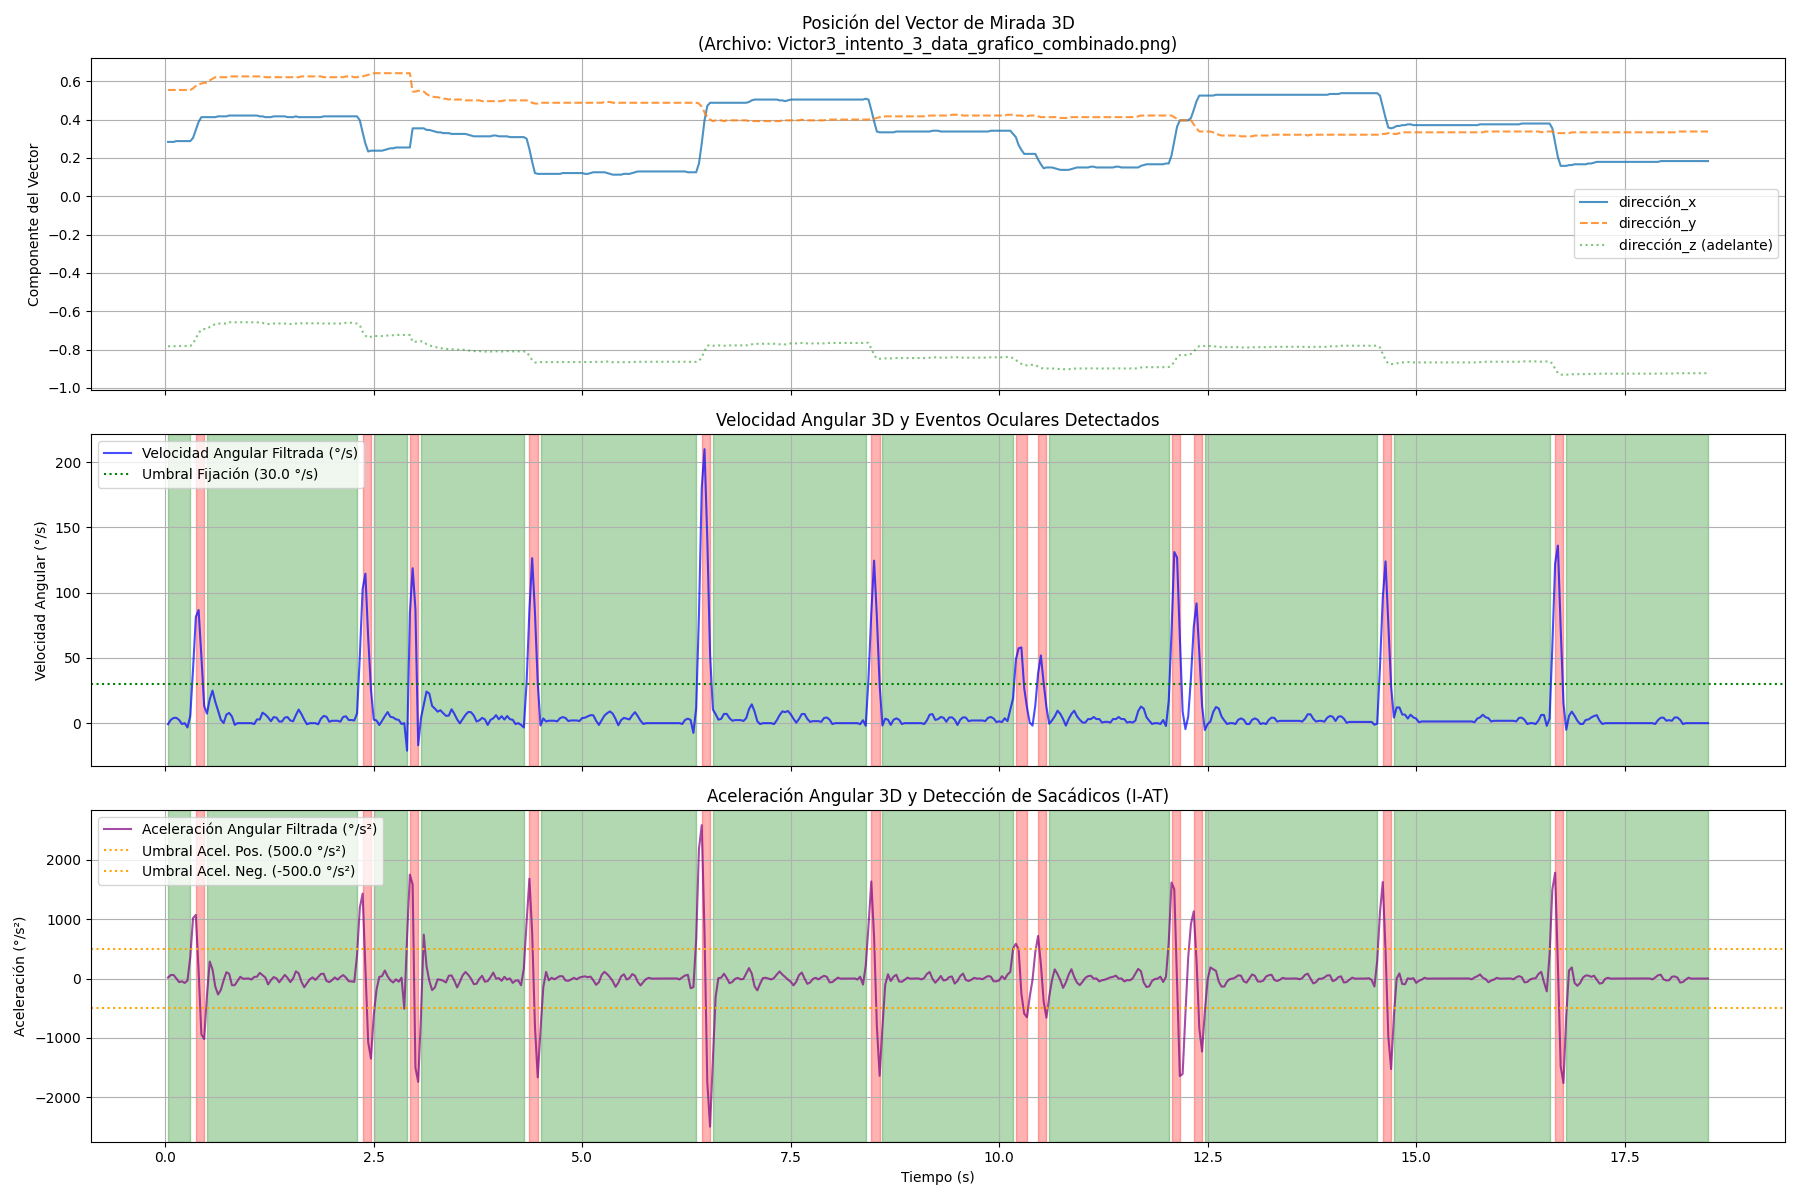 Posición del Vector de Mirada 3D
(Archivo: Victor3_intento_3_data_grafico_combinado.png)
Componente del Vector
0.6
0.4
0.2
0.0
−0.2
−0.4
−0.6
−0.8
−1.0
dirección_x
dirección_y
dirección_z (adelante)
Velocidad Angular 3D y Eventos Oculares Detectados
Velocidad Angular (°/s)
200
150
100
50
0
Velocidad Angular Filtrada (°/s)
Umbral Fijación (30.0 °/s)
Aceleración Angular 3D y Detección de Sacádicos (I-AT)
Aceleración (°/s²)
2000
1000
0
−1000
−2000
Aceleración Angular Filtrada (°/s²)
Umbral Acel. Pos. (500.0 °/s²)
Umbral Acel. Neg. (-500.0 °/s²)
0.0 2.5 5.0 7.5 10.0 12.5 15.0 17.5
Tiempo (s)